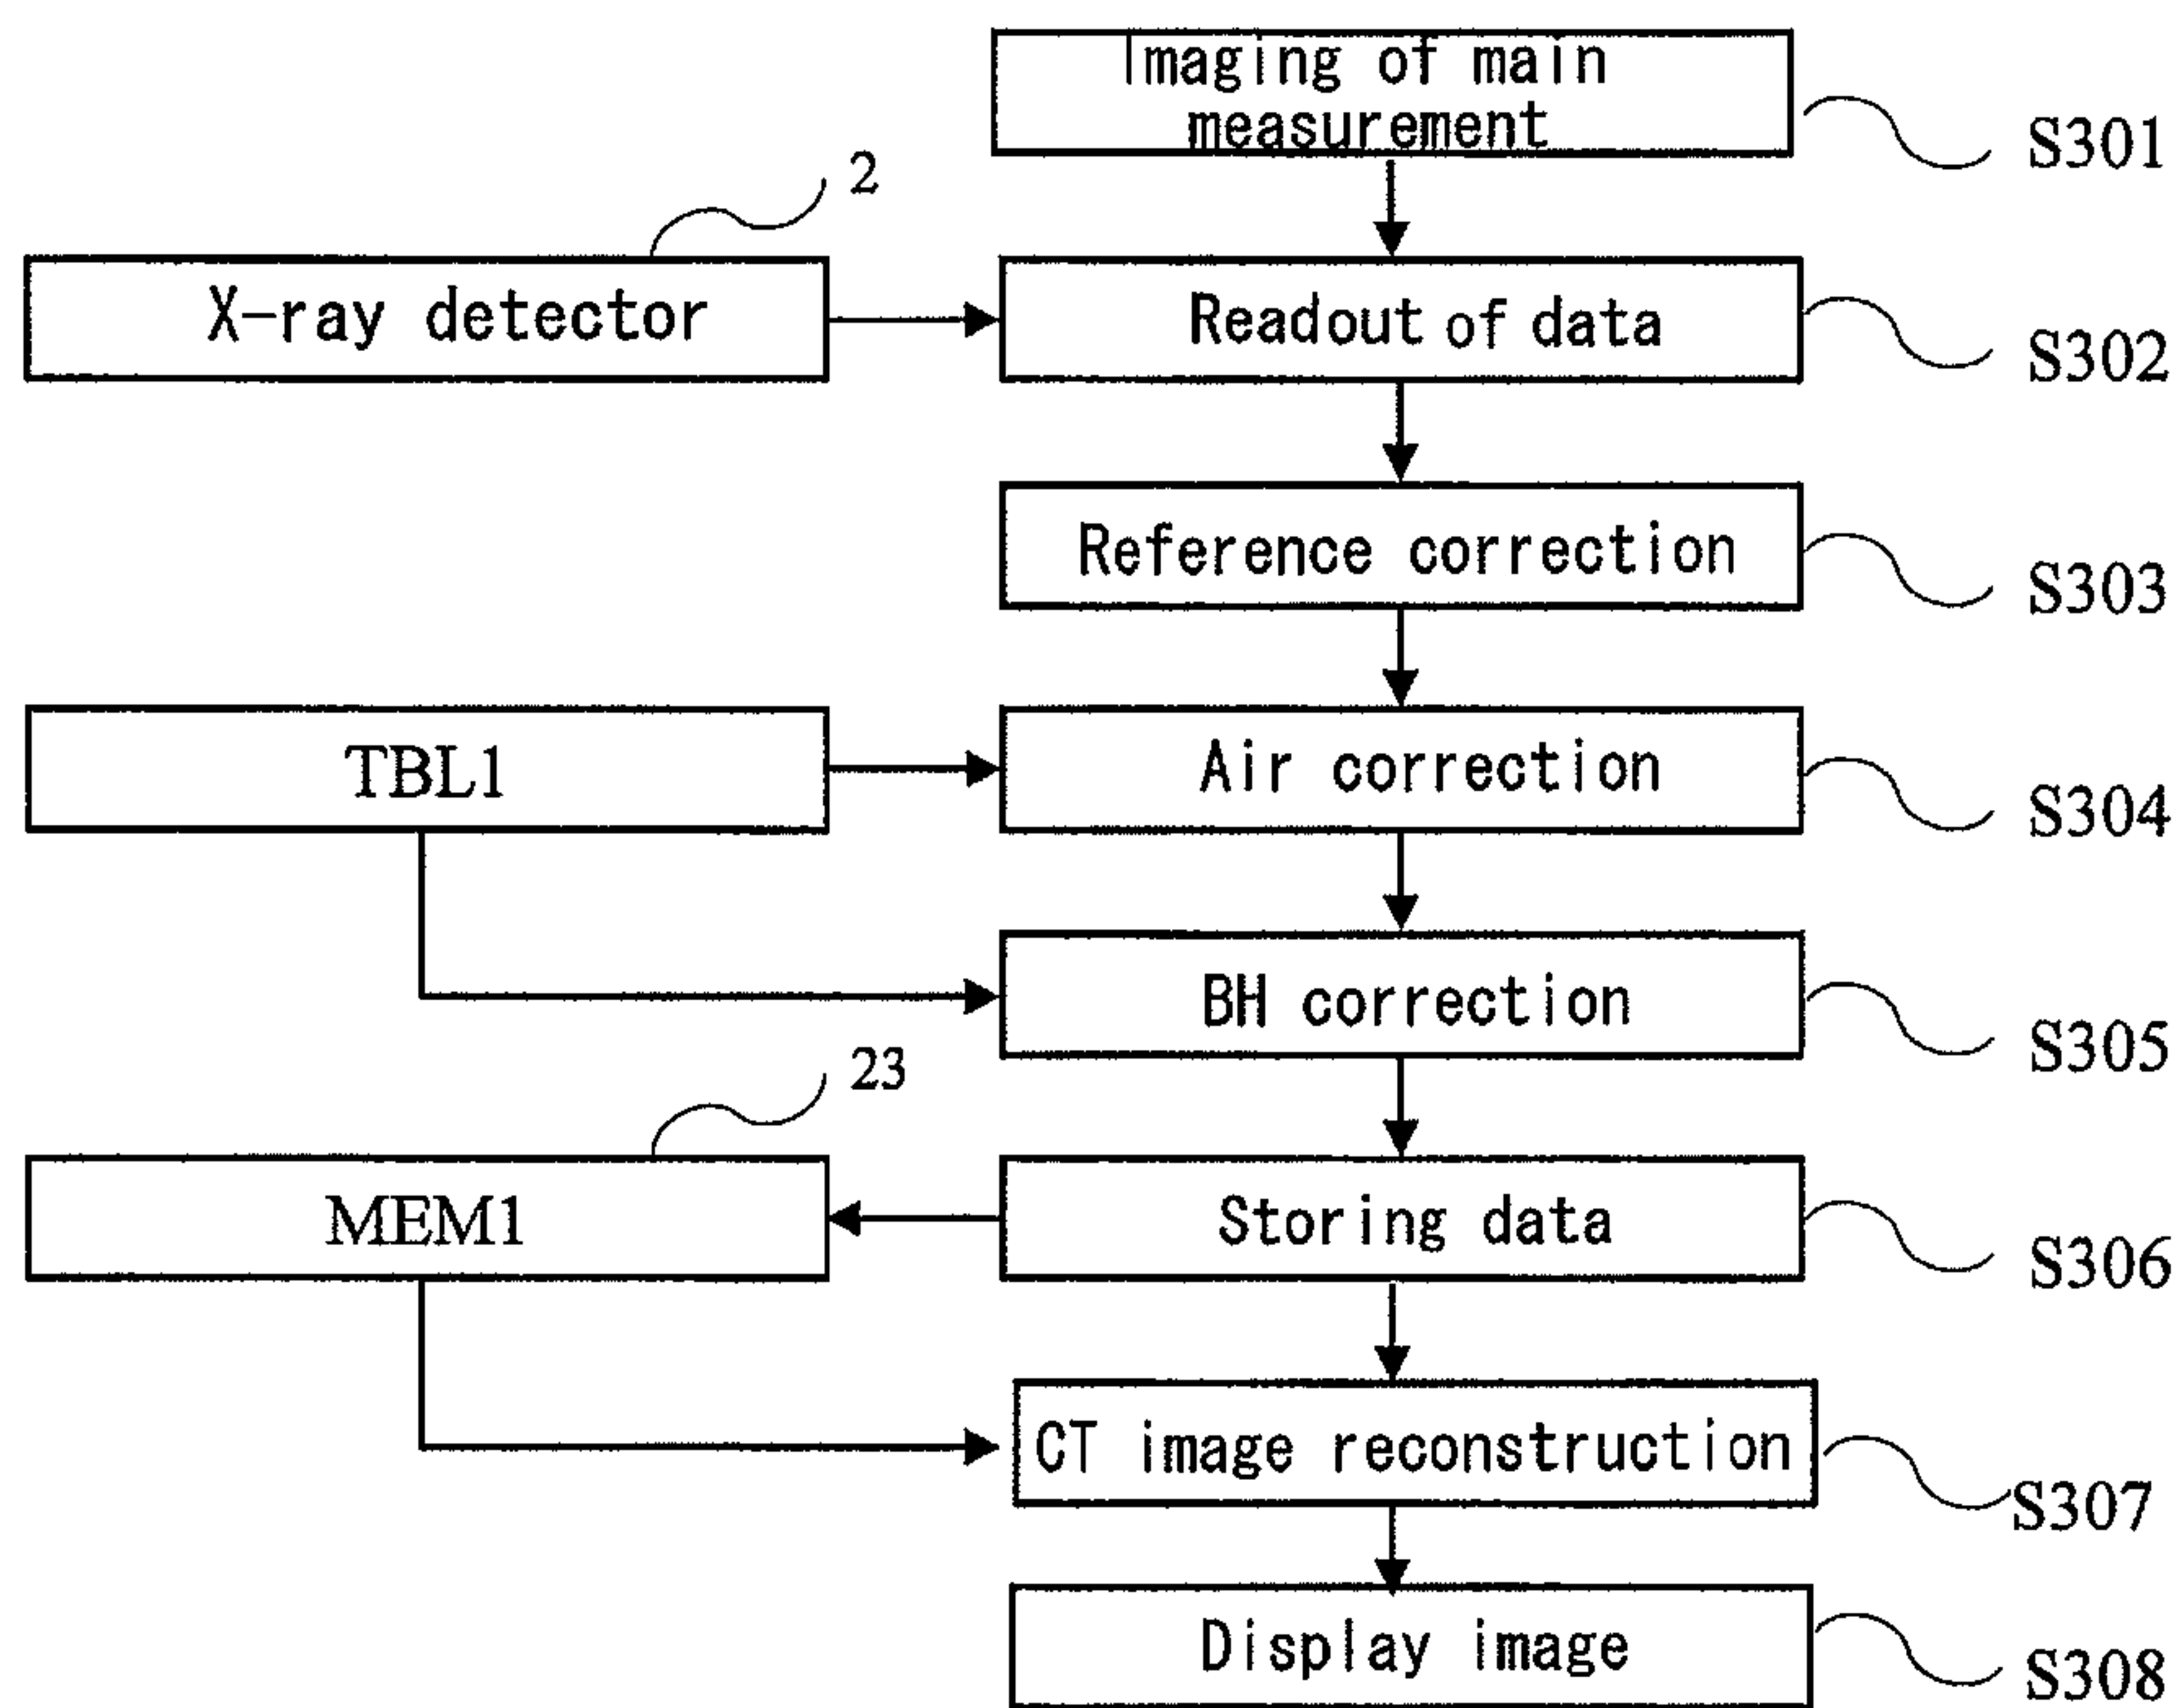 Imaging of main
measurement
S301
2
X-ray detector
Readout of data
S302
Reference correction
S303
TBL1
Air correction
S304
BH correction
S305
23
MEM1
Storing data
S306
CT image reconstruction
S307
Display image
S308